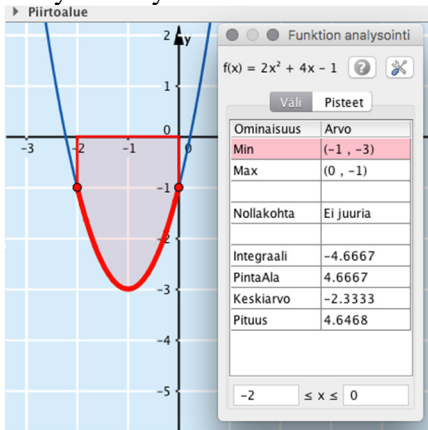 Piirtoalue
Funktion analysointi
f(x) = 2x² + 4x – 1
?
Väli Pisteet
Ominaisuus Arvo
Min (–1 , –3)
Max (0 , –1)
Nollakohta Ei juuria
Integraali –4.6667
PintaAla 4.6667
Keskiarvo –2.3333
Pituus 4.6468
–2 ≤ x ≤ 0
y
2
1
0
–3 –2 –1 0
–1
–2
–3
–4
–5